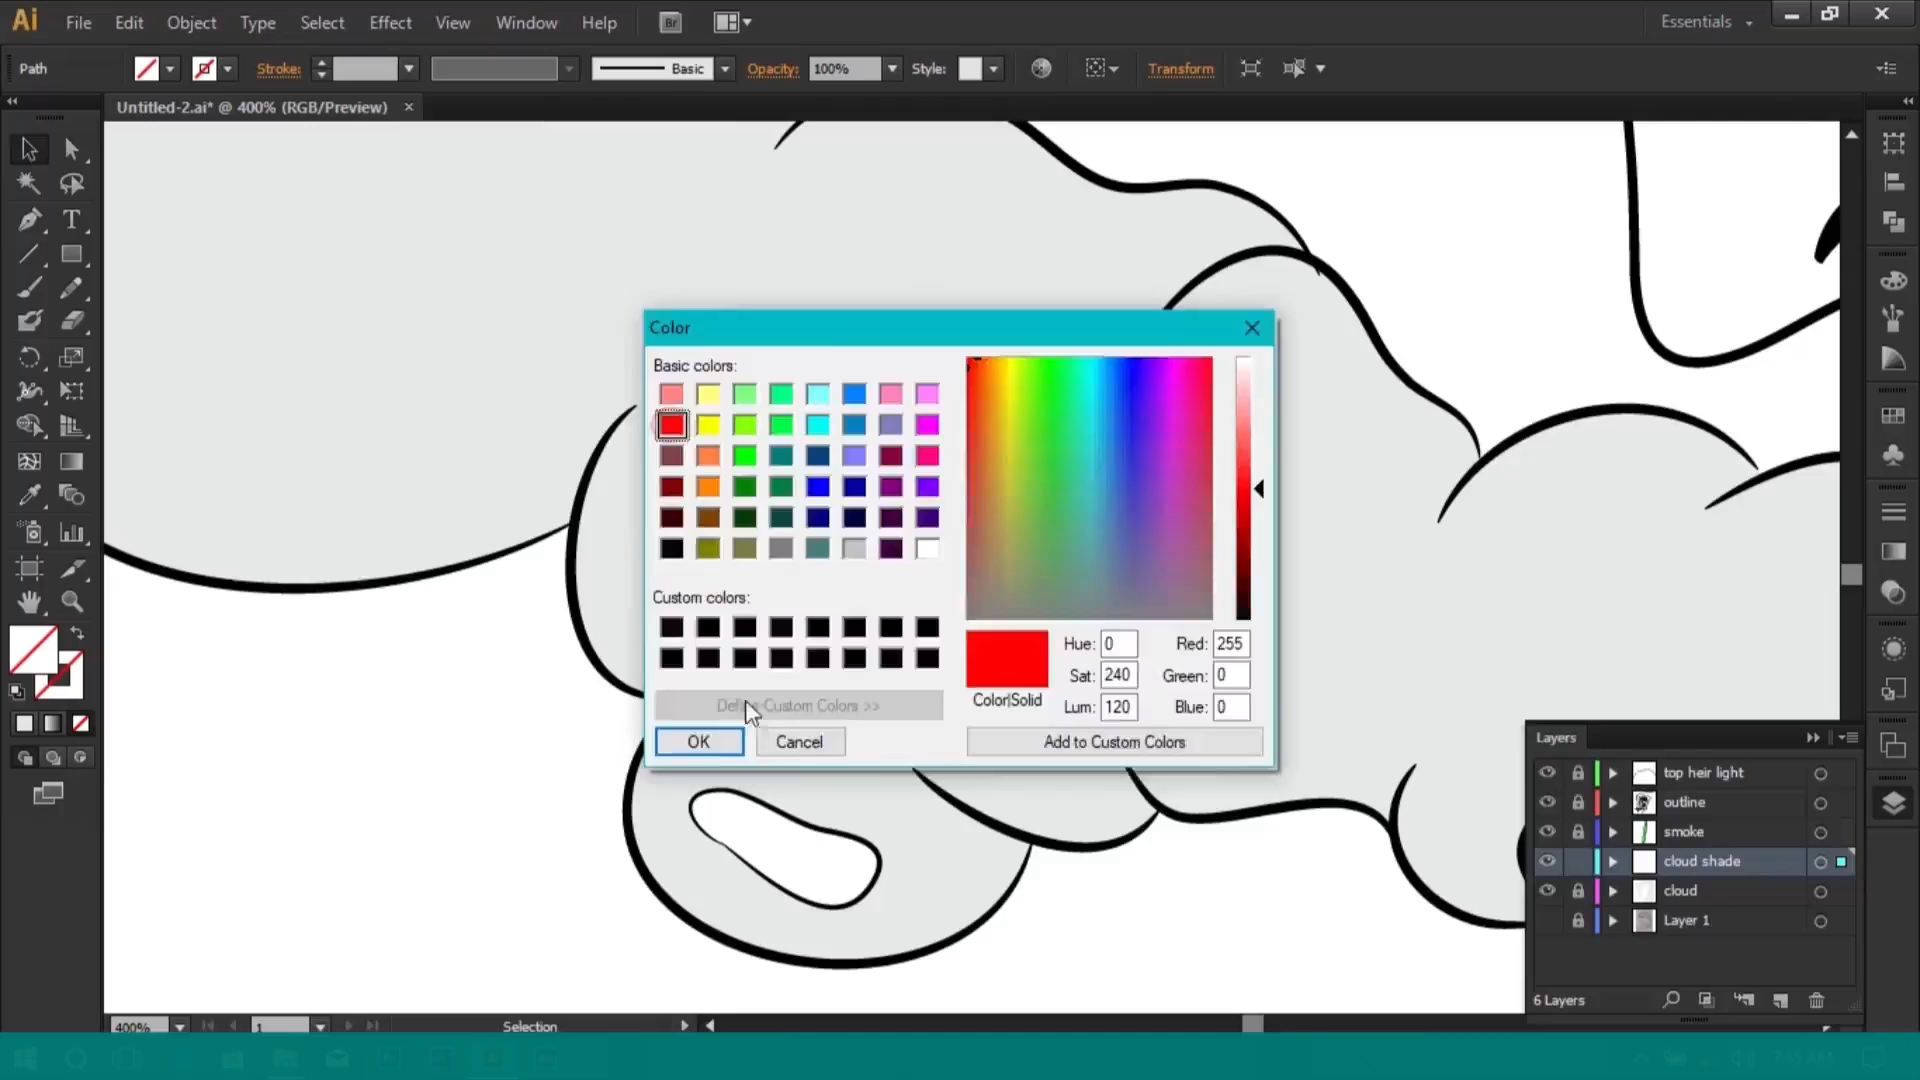 Ai File Edit Object Type Select Effect View Window Help Br Essentials
Path Stroke: Basic Opacity: 100% Style: Transform
Untitled-2.ai* @ 400% (RGB/Preview) ×
T
Color
Basic colors:
Custom colors:
Hue: 0 Red: 255
Sat: 240 Green: 0
Color|Solid
Lum: 120 Blue: 0
Custom Colors >>
OK Cancel Add to Custom Colors
Layers
top heir light
outline
smoke
cloud shade
cloud
Layer 1
6 Layers
400% 1 Selection